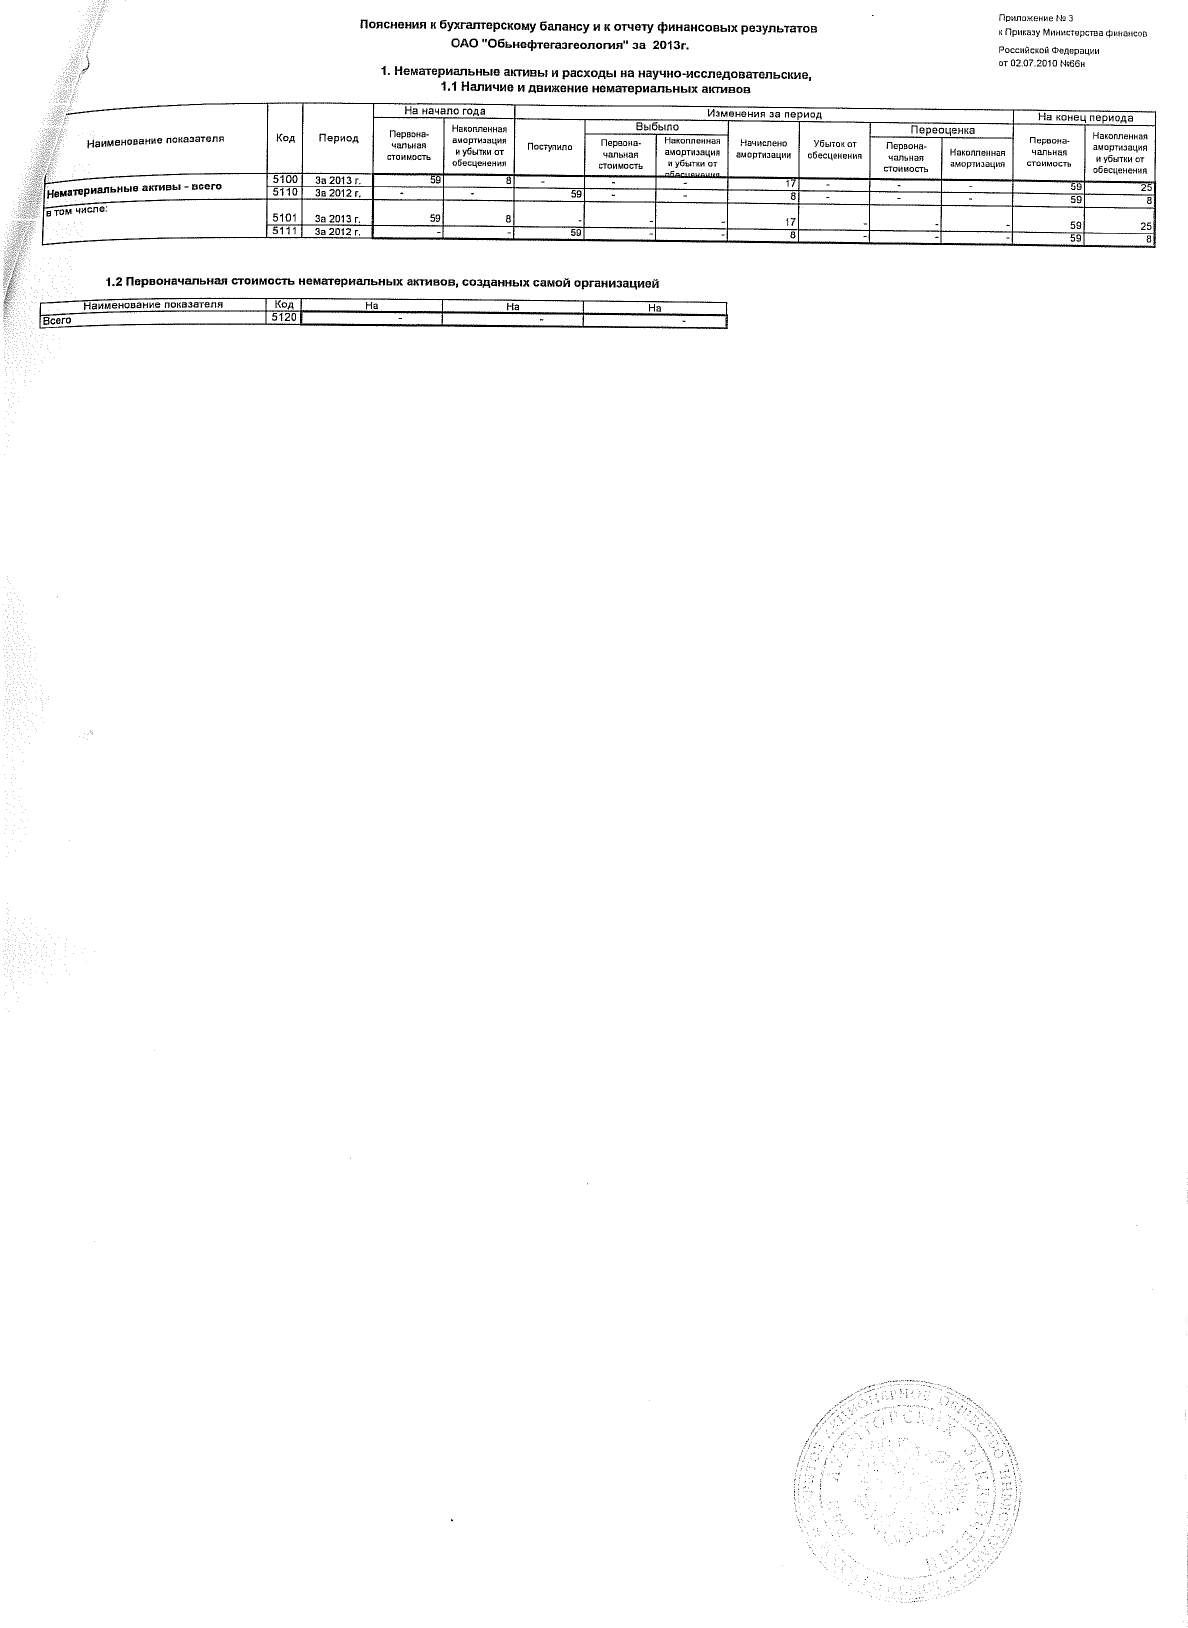 Приложение № 3
к Приказу Министерства финансов
Российской Федерации
от 02.07.2010 №66н
Пояснения к бухгалтерскому балансу и к отчету финансовых результатов
ОАО "Обьнефтегазгеология" за 2013г.
1. Нематериальные активы и расходы на научно-исследовательские,
1.1 Наличие и движение нематериальных активов
Наименование показателя Код Период На начало года Изменения за период На конец периода
Первона-чальная стоимость Накопленная амортизация и убытки от обесценения Поступило Выбыло Начислено амортизации Убыток от обесценения Переоценка Первона-чальная стоимость Накопленная амортизация и убытки от обесценения
Первона-чальная стоимость Накопленная амортизация и убытки от обесценения Первона-чальная стоимость Накопленная амортизация
Нематериальные активы - всего 5100 За 2013 г. 59 8 - - - 17 - - - 59 25
5110 За 2012 г. - - 59 - - 8 - - - 59 8
в том числе:
5101 За 2013 г. 59 8 - - - 17 - - - 59 25
5111 За 2012 г. - - 59 - - 8 - - - 59 8
1.2 Первоначальная стоимость нематериальных активов, созданных самой организацией
Наименование показателя Код На На На
Всего 5120 - - -
АКЦИОНЕРНОЕ ОБЩЕСТВО
АУДИТОРСКИХ ЗАКЛЮЧЕНИЙ